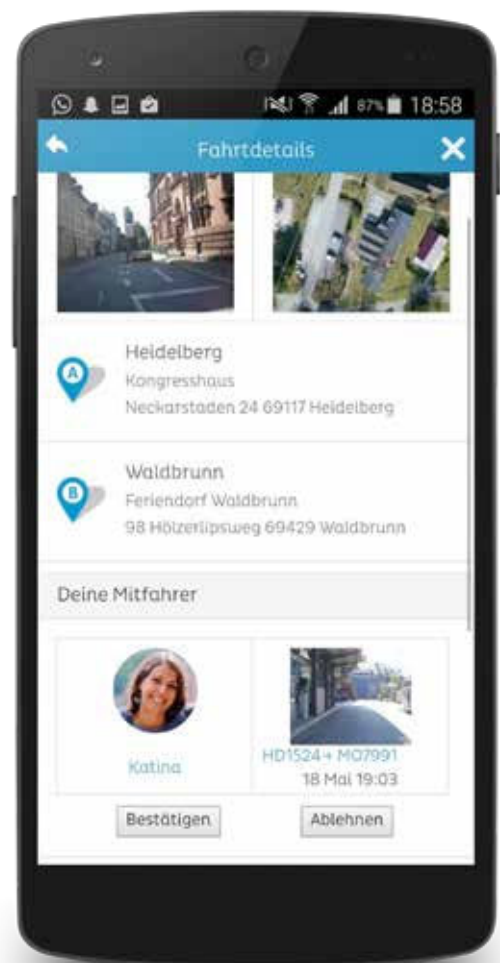 87% 18:58
Fahrtdetails
A
Heidelberg
Kongresshaus
Neckarstaden 24 69117 Heidelberg
B
Waldbrunn
Feriendorf Waldbrunn
98 Hölzerlipsweg 69429 Waldbrunn
Deine Mitfahrer
Katina
HD1524→ MO7991
18 Mai 19:03
Bestätigen
Ablehnen